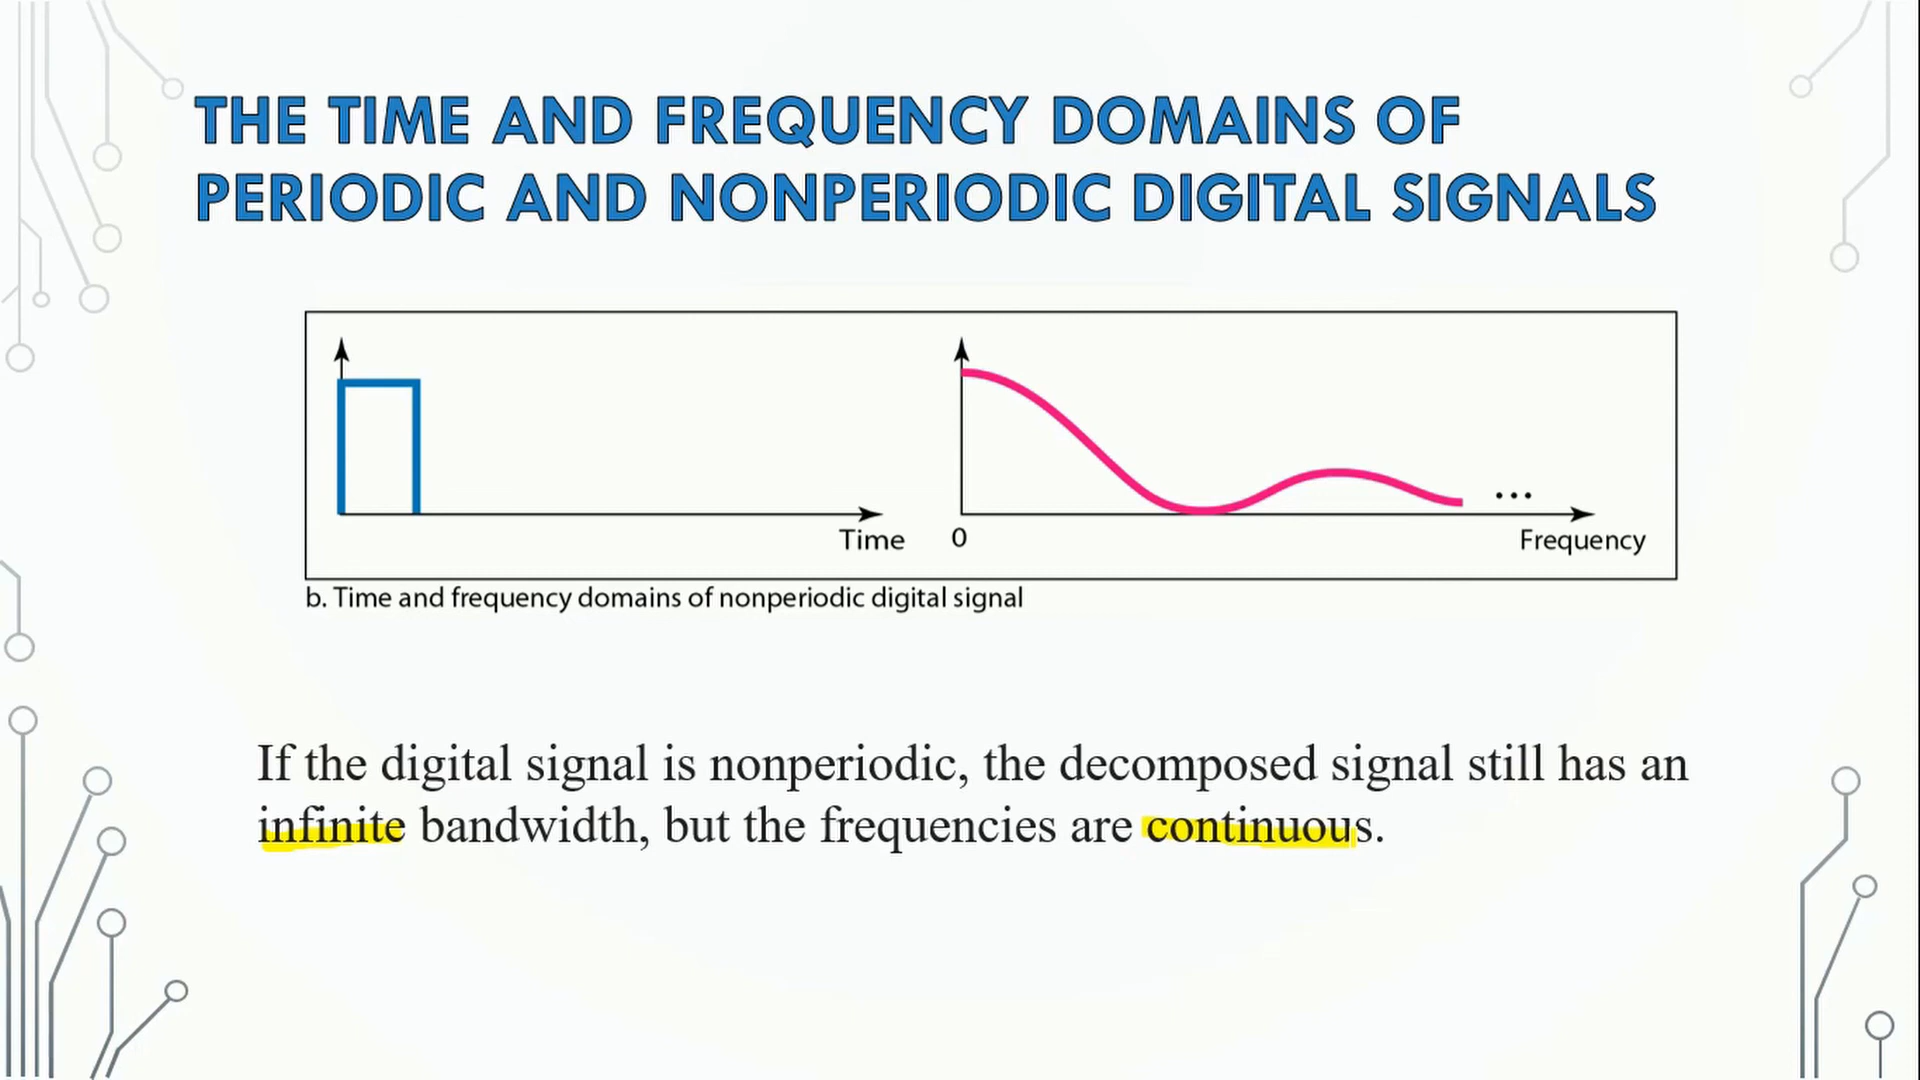 THE TIME AND FREQUENCY DOMAINS OF
PERIODIC AND NONPERIODIC DIGITAL SIGNALS
Time
0
...
Frequency
b. Time and frequency domains of nonperiodic digital signal
If the digital signal is nonperiodic, the decomposed signal still has an
infinite bandwidth, but the frequencies are continuous.